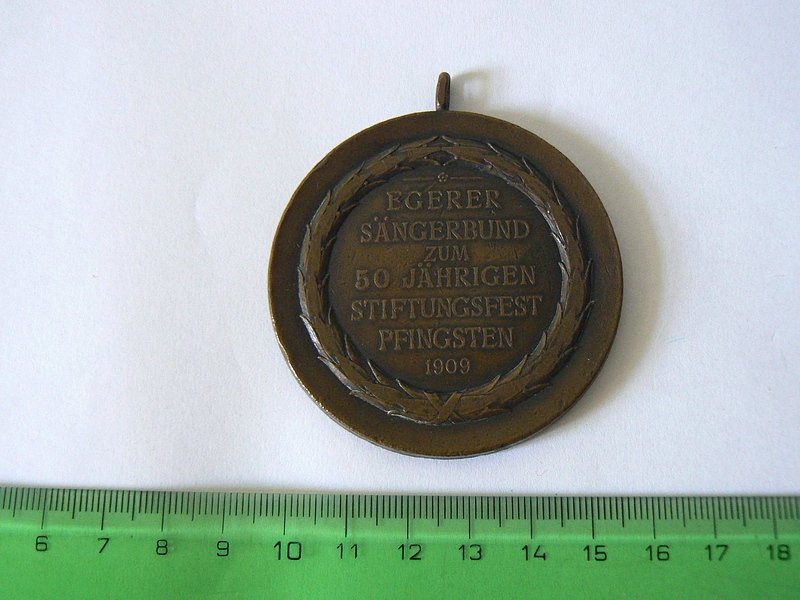 EGERER
SÄNGERBUND
ZUM
50 JÄHRIGEN
STIFTUNGSFEST
PFINGSTEN
1909
6 7 8 9 10 11 12 13 14 15 16 17 18